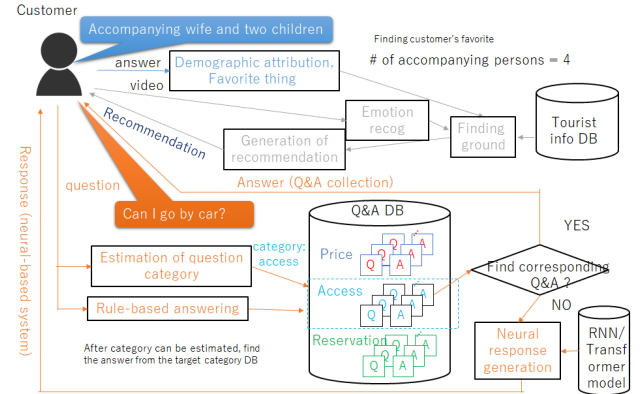 Customer
Accompanying wife and two children
Finding customer's favorite
# of accompanying persons = 4
answer
video
Demographic attribution,
Favorite thing
Emotion
recog
Finding
ground
Tourist
info DB
Recommendation
Generation of
recommendation
question
Answer (Q&A collection)
Can I go by car?
Response (neural-based system)
Q&A DB
YES
Estimation of question
category
category:
access
Price
Q
A
Q
A
Q
A
Find corresponding
Q&A ?
Access
Q
A
Q
A
Q
A
Rule-based answering
NO
Reservation
Q
A
Q
A
Q
A
Neural
response
generation
RNN/
Transf
ormer
model
After category can be estimated, find
the answer from the target category DB